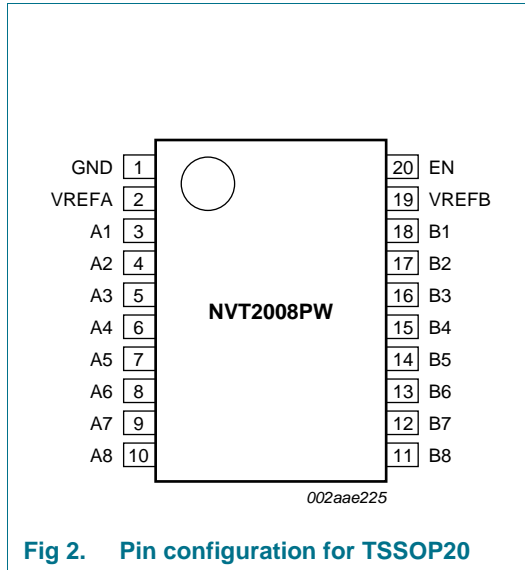 GND 1 20 EN
VREFA 2 19 VREFB
A1 3 18 B1
A2 4 17 B2
A3 5 16 B3
NVT2008PW
A4 6 15 B4
A5 7 14 B5
A6 8 13 B6
A7 9 12 B7
A8 10 11 B8
002aae225
Fig 2. Pin configuration for TSSOP20